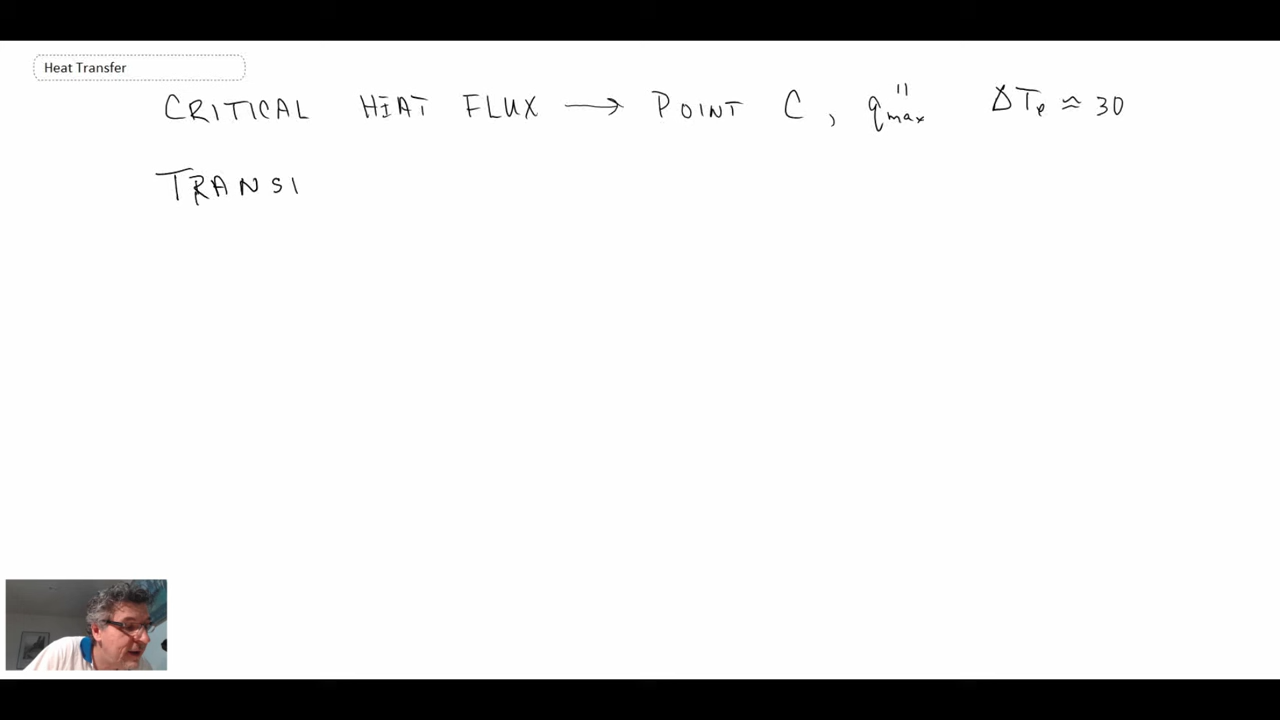 Heat Transfer
CRITICAL HEAT FLUX → POINT C, q''max ΔTe ≈ 30
TRANSI